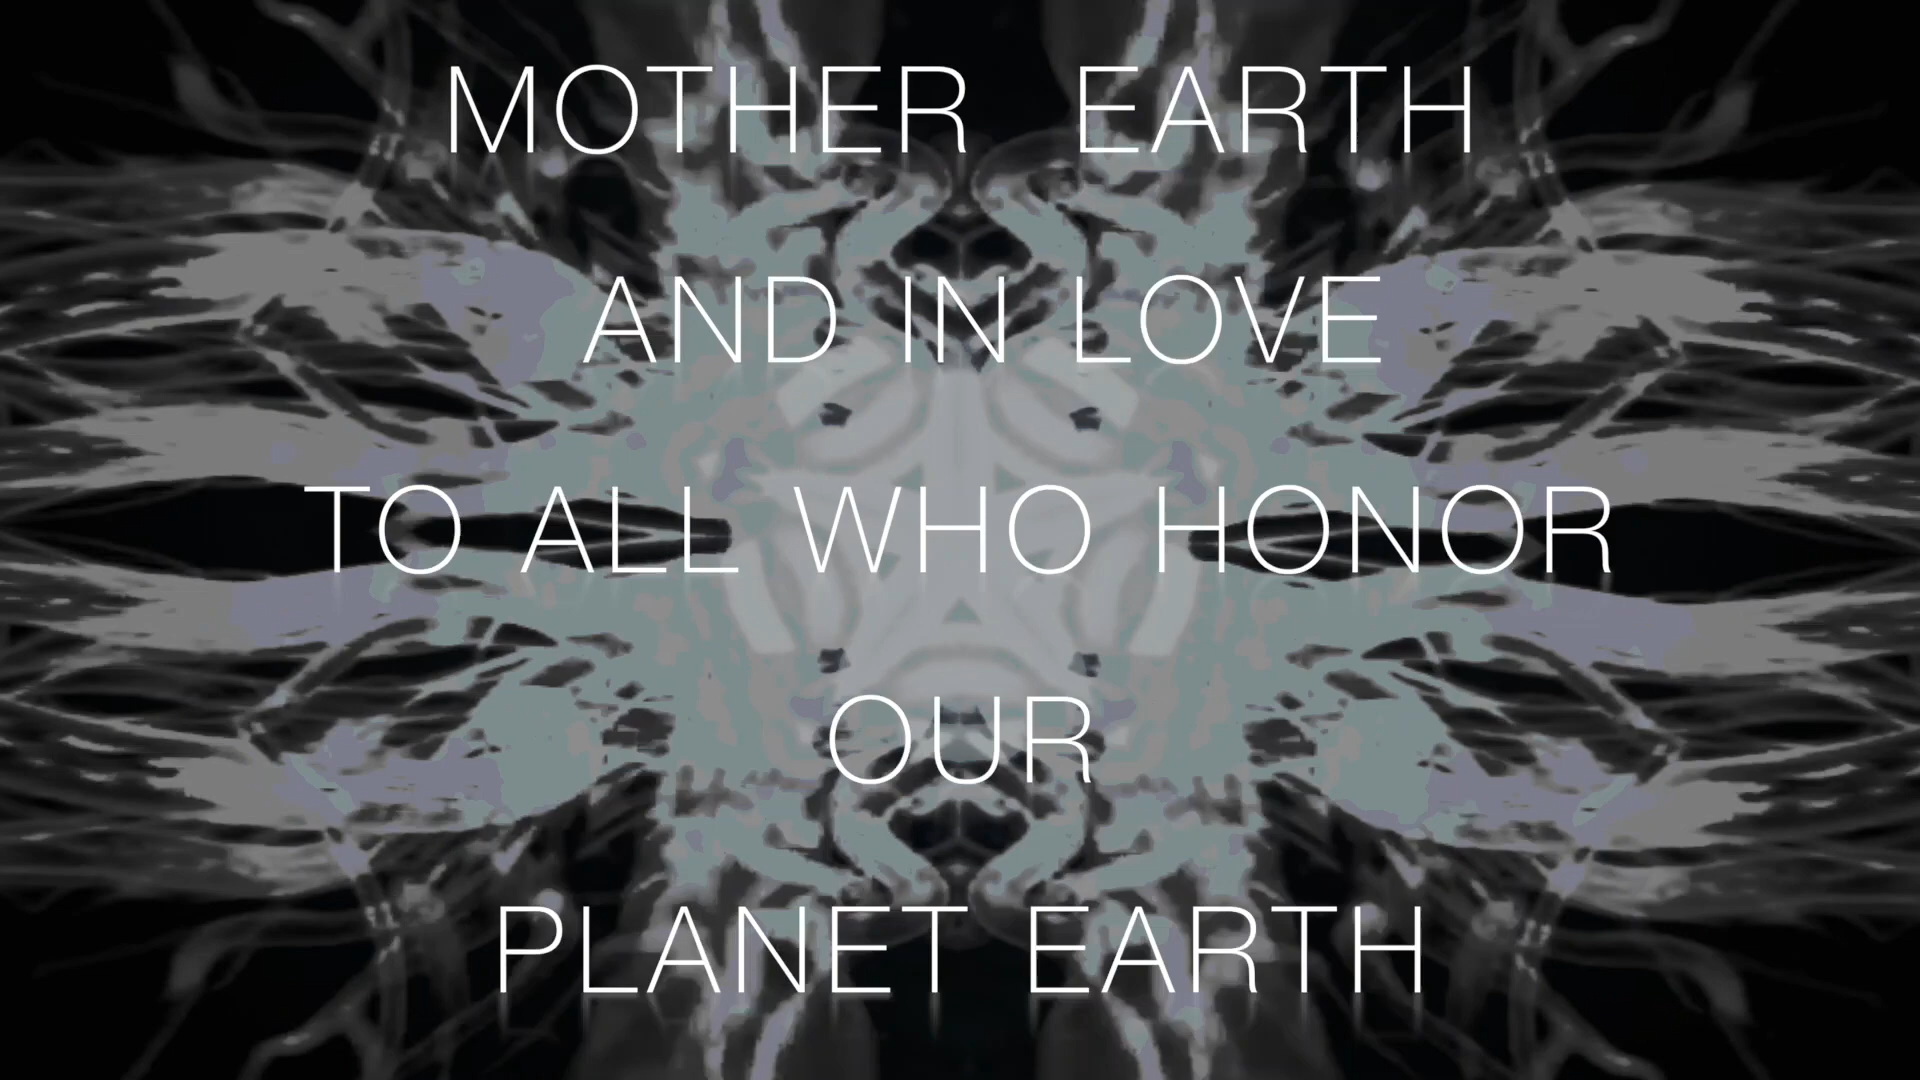 MOTHER EARTH
AND IN LOVE
TO ALL WHO HONOR
OUR
PLANET EARTH